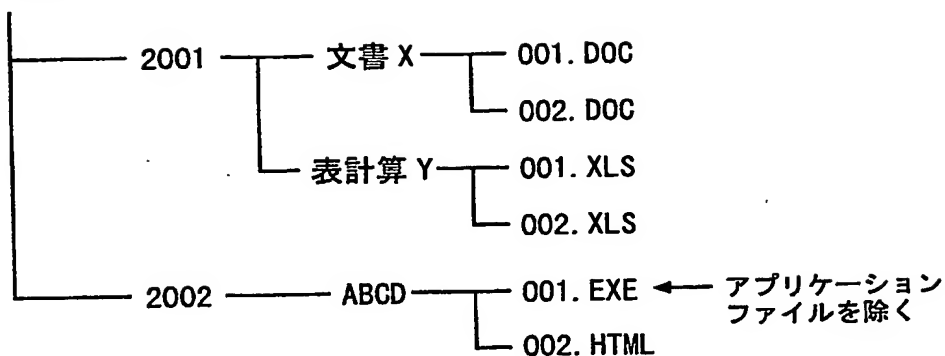 2001 文書 X 001. DOC
002. DOC
表計算 Y 001. XLS
002. XLS
2002 ABCD 001. EXE アプリケーション
ファイルを除く
002. HTML